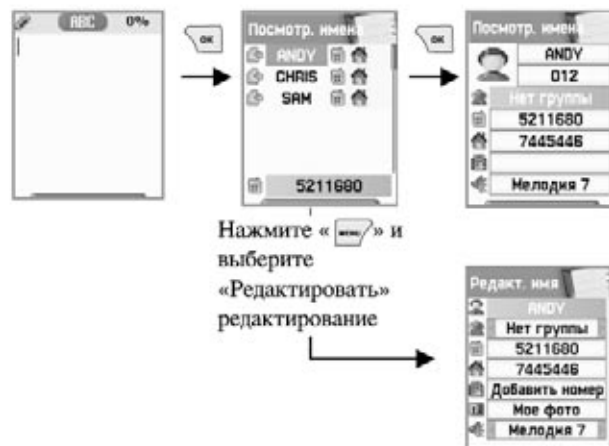 ABC 0%
OK
Посмотр. имена
ANDY
CHRIS
SAM
5211680
OK
Посмотр. имена
ANDY
012
Нет группы
5211680
7445446
Мелодия 7
Нажмите « MENU » и
выберите
«Редактировать»
редактирование
Редакт. имя
ANDY
Нет группы
5211680
7445446
Добавить номер
Мое фото
Мелодия 7